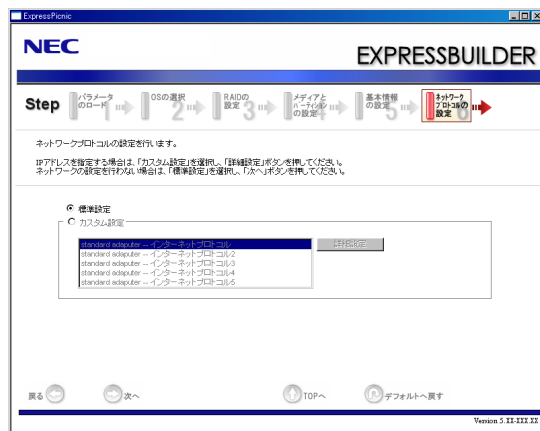 ExpressPicnic
NEC
EXPRESSBUILDER
Step
パラメータのロード 1
OSの選択 2
RAIDの設定 3
メディアとパーティションの設定 4
基本情報の設定 5
ネットワークプロトコルの設定 6
ネットワークプロトコルの設定を行います。
IPアドレスを指定する場合は、「カスタム設定」を選択し、「詳細設定」ボタンを押してください。
ネットワークの設定を行わない場合は、「標準設定」を選択し、「次へ」ボタンを押してください。
標準設定
カスタム設定
standard adaputer -- インターネットプロトコル
standard adaputer -- インターネットプロトコル2
standard adaputer -- インターネットプロトコル3
standard adaputer -- インターネットプロトコル4
standard adaputer -- インターネットプロトコル5
詳細設定
戻る
次へ
TOPへ
デフォルトへ戻す
Version 5.XX-XXX.XX